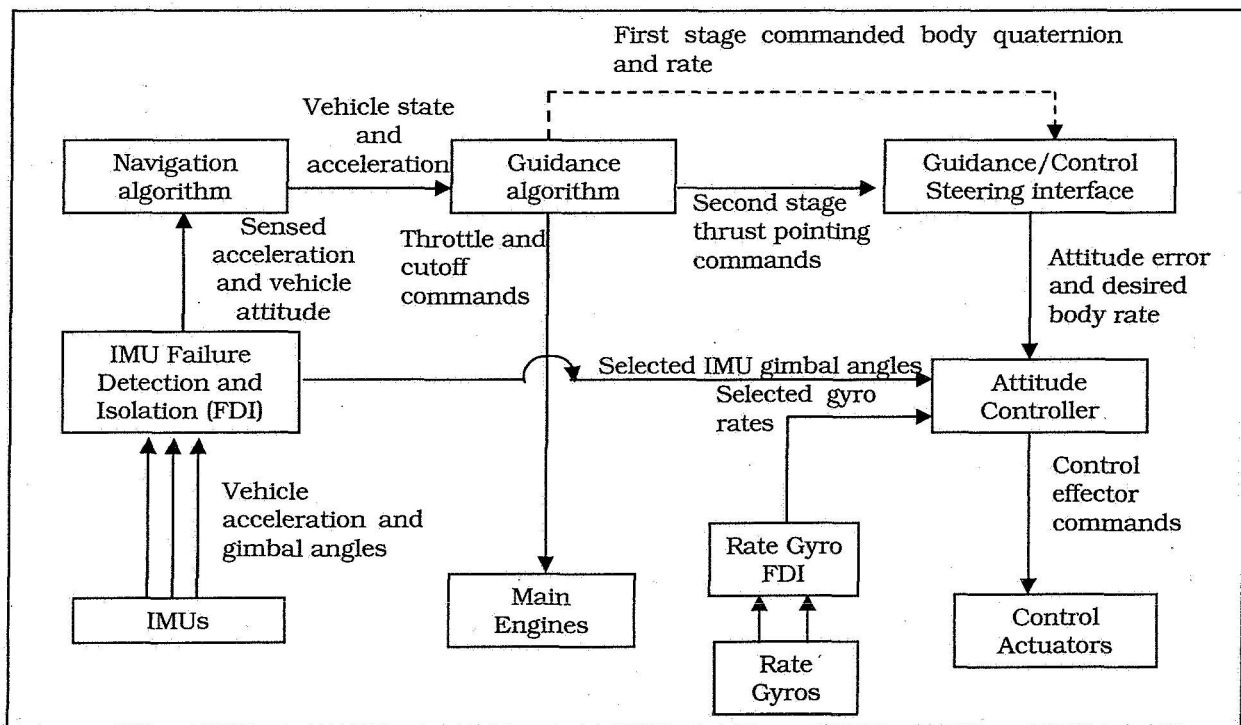 First stage commanded body quaternion
and rate
Vehicle state
and
acceleration
Navigation
algorithm
Guidance
algorithm
Guidance/Control
Steering interface
Sensed
acceleration
and vehicle
attitude
Throttle and
cutoff
commands
Second stage
thrust pointing
commands
Attitude error
and desired
body rate
IMU Failure
Detection and
Isolation (FDI)
Selected IMU gimbal angles
Selected gyro
rates
Attitude
Controller
Vehicle
acceleration and
gimbal angles
Control
effector
commands
Rate Gyro
FDI
IMUs
Main
Engines
Control
Actuators
Rate
Gyros